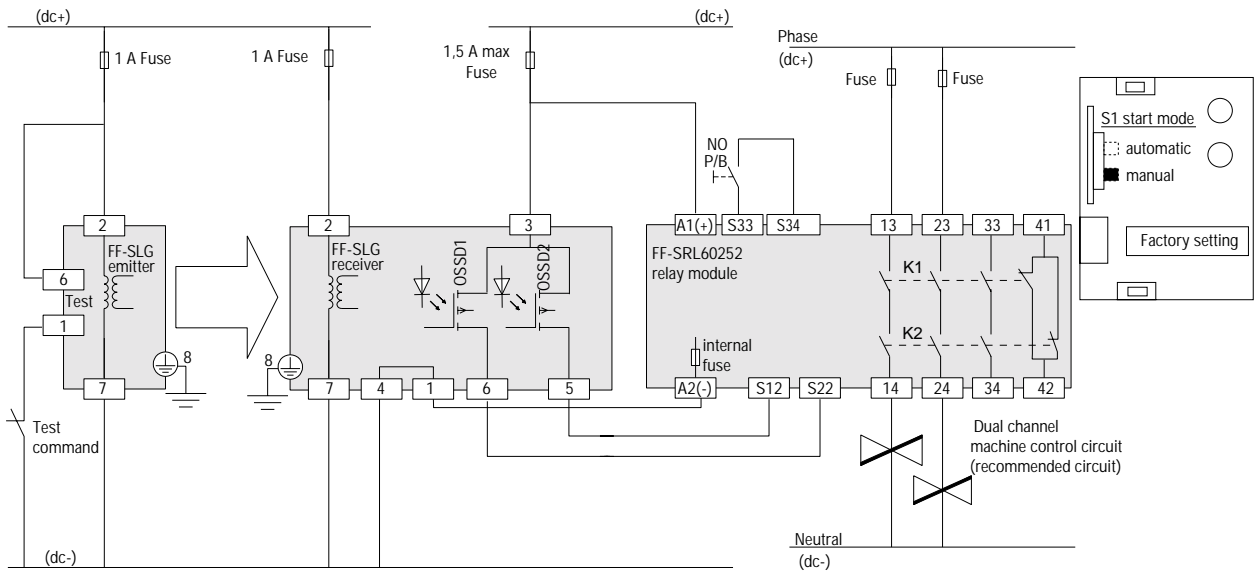 (dc+)
(dc+)
1 A Fuse
1 A Fuse
1,5 A max
Fuse
Phase
(dc+)
Fuse
Fuse
S1 start mode
automatic
manual
Factory setting
NO
P/B
2
2
3
A1(+)
S33
S34
13
23
33
41
FF-SLG
emitter
6
Test
1
8
7
FF-SLG
receiver
OSSD1
OSSD2
8
7
4
1
6
5
FF-SRL60252
relay module
K1
K2
internal
fuse
A2(-)
S12
S22
14
24
34
42
Test
command
Dual channel
machine control circuit
(recommended circuit)
Neutral
(dc-)
(dc-)